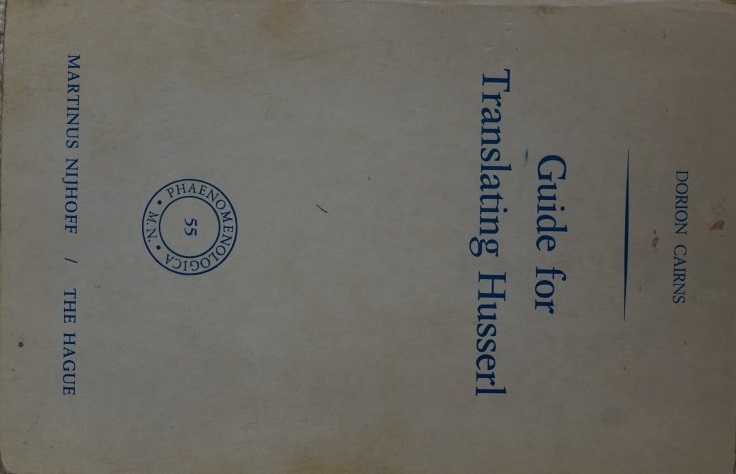 DORION CAIRNS
Guide for
Translating Husserl
PHAENOMENOLOGICA
55
• M.N. •
MARTINUS NIJHOFF / THE HAGUE